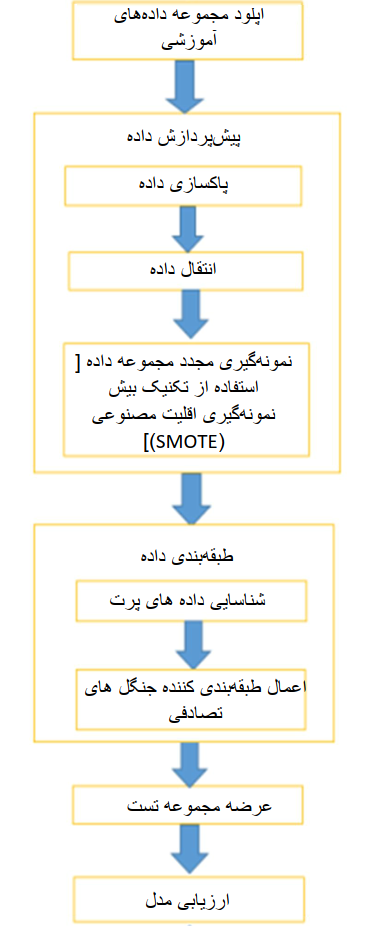 اپلود مجموعه داده‌های
آموزشی
پیش‌پردازش داده
پاکسازی داده
انتقال داده
نمونه‌گیری مجدد مجموعه داده [
استفاده از تکنیک بیش
نمونه‌گیری اقلیت مصنوعی
(SMOTE)]
طبقه‌بندی داده
شناسایی داده های پرت
اعمال طبقه‌بندی کننده جنگل های
تصادفی
عرضه مجموعه تست
ارزیابی مدل